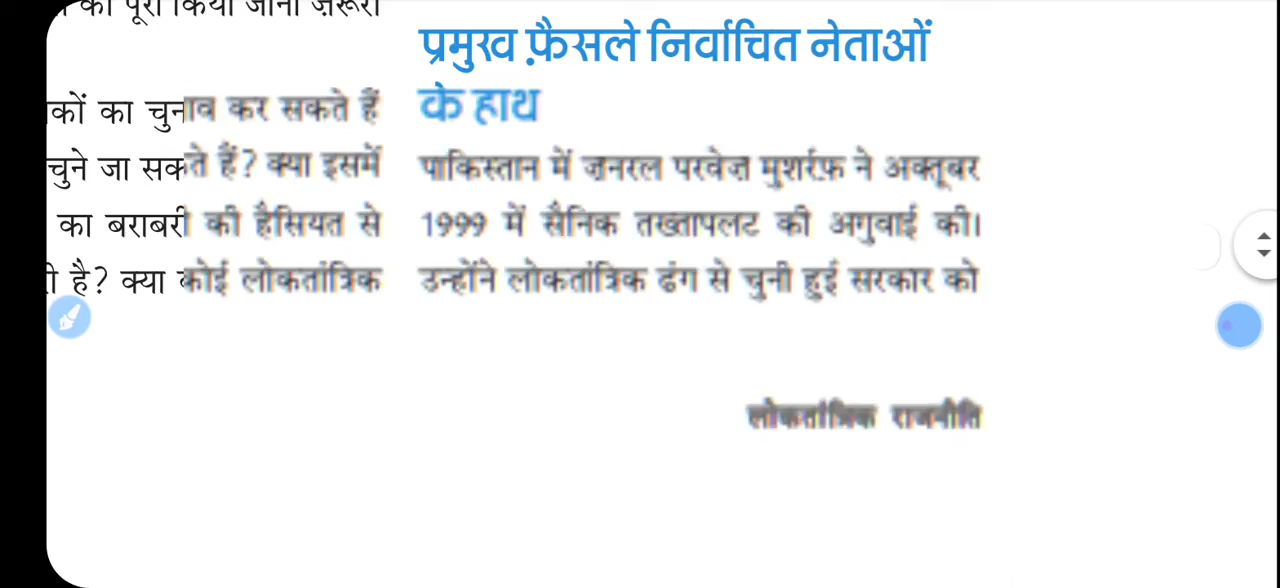 को पूरा किया जाना ज़रूरी
कों का चुनाव कर सकते हैं
चुने जा सकते हैं? क्या इसमें
का बराबरी की हैसियत से
है? क्या कोई लोकतांत्रिक
प्रमुख फ़ैसले निर्वाचित नेताओं
के हाथ
पाकिस्तान में जनरल परवेज़ मुशर्रफ़ ने अक्तूबर
1999 में सैनिक तख्तापलट की अगुवाई की।
उन्होंने लोकतांत्रिक ढंग से चुनी हुई सरकार को
लोकतांत्रिक राजनीति